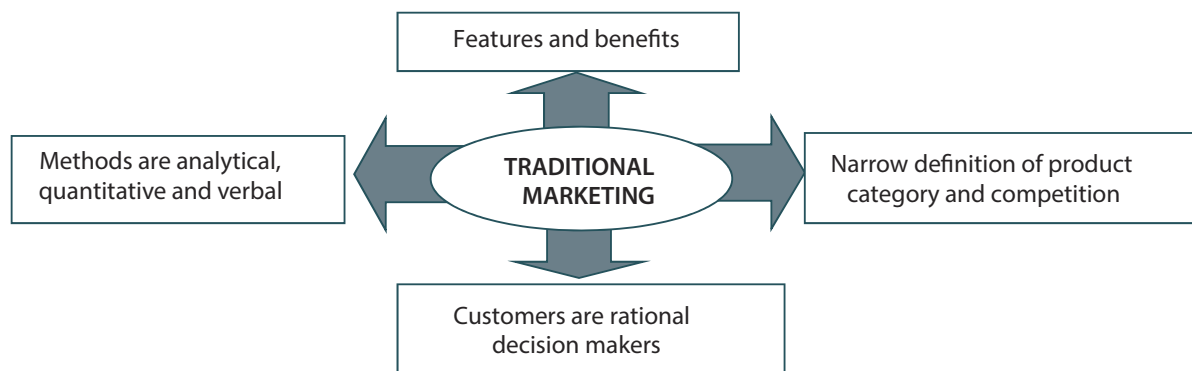 Features and benefits
Methods are analytical,
quantitative and verbal
TRADITIONAL
MARKETING
Narrow definition of product
category and competition
Customers are rational
decision makers